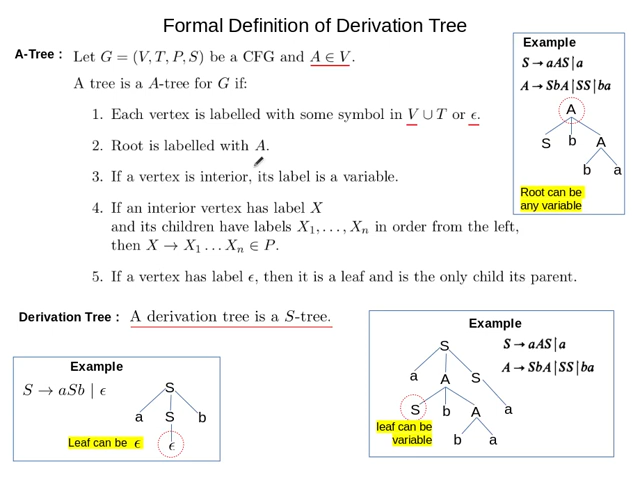 Formal Definition of Derivation Tree
A-Tree : Let G = (V, T, P, S) be a CFG and A ∈ V.
A tree is a A-tree for G if:
1. Each vertex is labelled with some symbol in V ∪ T or ϵ.
2. Root is labelled with A.
3. If a vertex is interior, its label is a variable.
4. If an interior vertex has label X
and its children have labels X₁, . . . , Xₙ in order from the left,
then X → X₁ . . . Xₙ ∈ P.
5. If a vertex has label ϵ, then it is a leaf and is the only child its parent.
Example
S → aAS | a
A → SbA | SS | ba
A
S b A
b a
Root can be
any variable
Derivation Tree : A derivation tree is a S-tree.
Example
S → aSb | ϵ
S
a S b
Leaf can be ϵ
ϵ
Example
S → aAS | a
A → SbA | SS | ba
S
a A S
S b A a
leaf can be
variable
b a